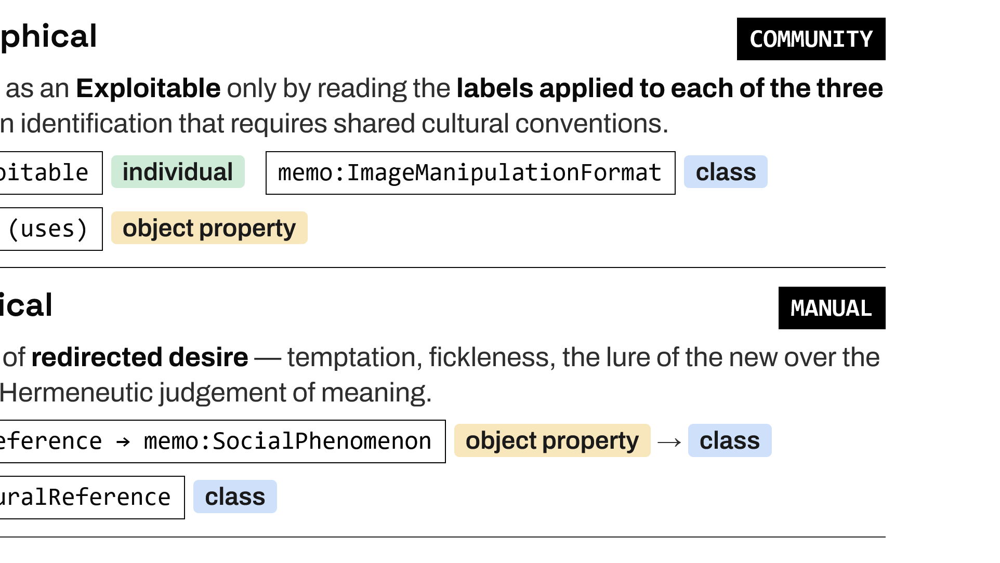 phical COMMUNITY
as an Exploitable only by reading the labels applied to each of the three
n identification that requires shared cultural conventions.
oitable individual memo:ImageManipulationFormat class
(uses) object property
ical MANUAL
of redirected desire — temptation, fickleness, the lure of the new over the
Hermeneutic judgement of meaning.
eference → memo:SocialPhenomenon object property → class
uralReference class